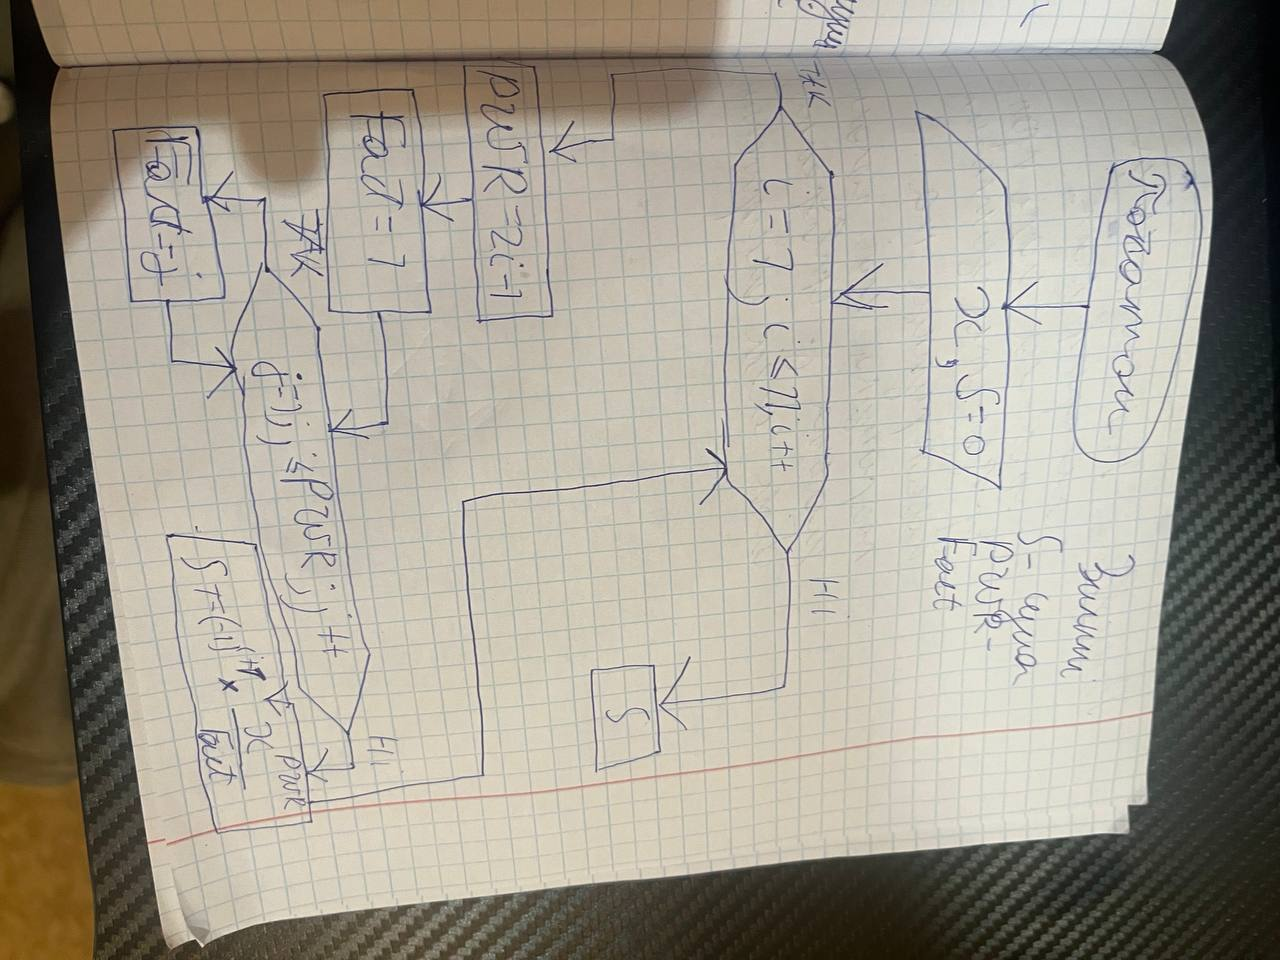 Початок
Змінні
S - сума
PWR -
Fact
x, S=0
так
i=1; i≤7; i++
ні
S
PWR=2i-1
Fact=1
так
j=1; j≤PWR; j++
ні
Fact*=j
S+=(-1)^{i+1} × x^{PWR}/Fact